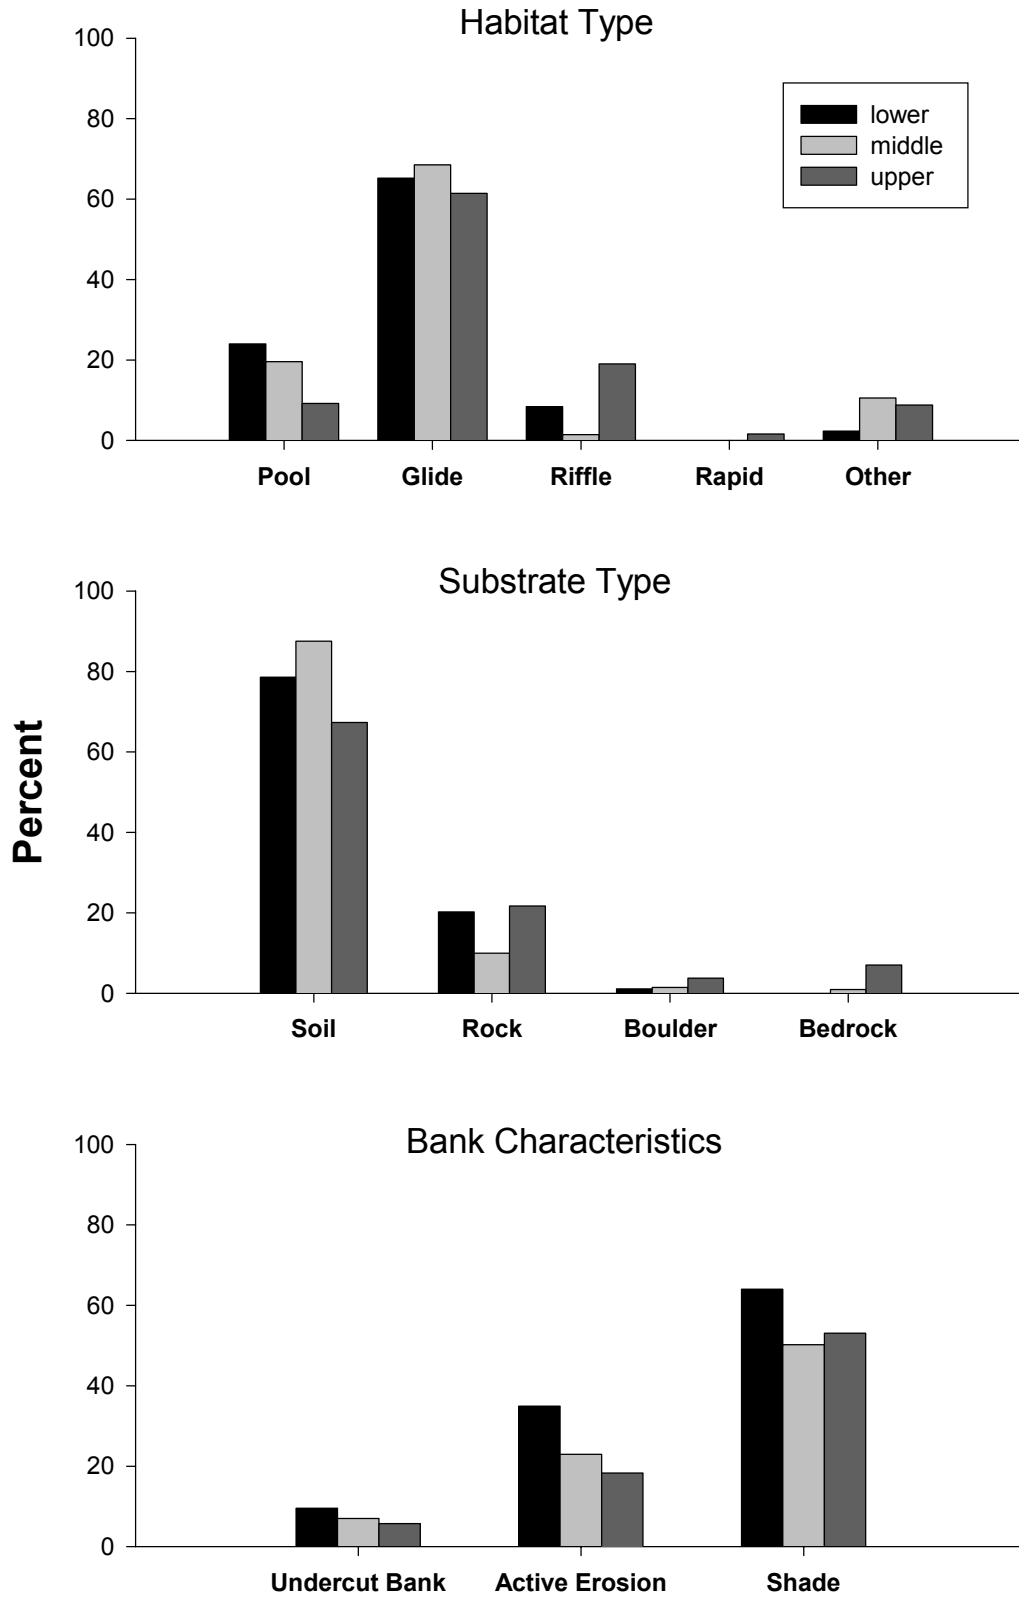 Habitat Type
100
80
60
40
20
0
lower
middle
upper
Pool Glide Riffle Rapid Other
Substrate Type
100
80
60
40
20
0
Percent
Soil Rock Boulder Bedrock
Bank Characteristics
100
80
60
40
20
0
Undercut Bank Active Erosion Shade